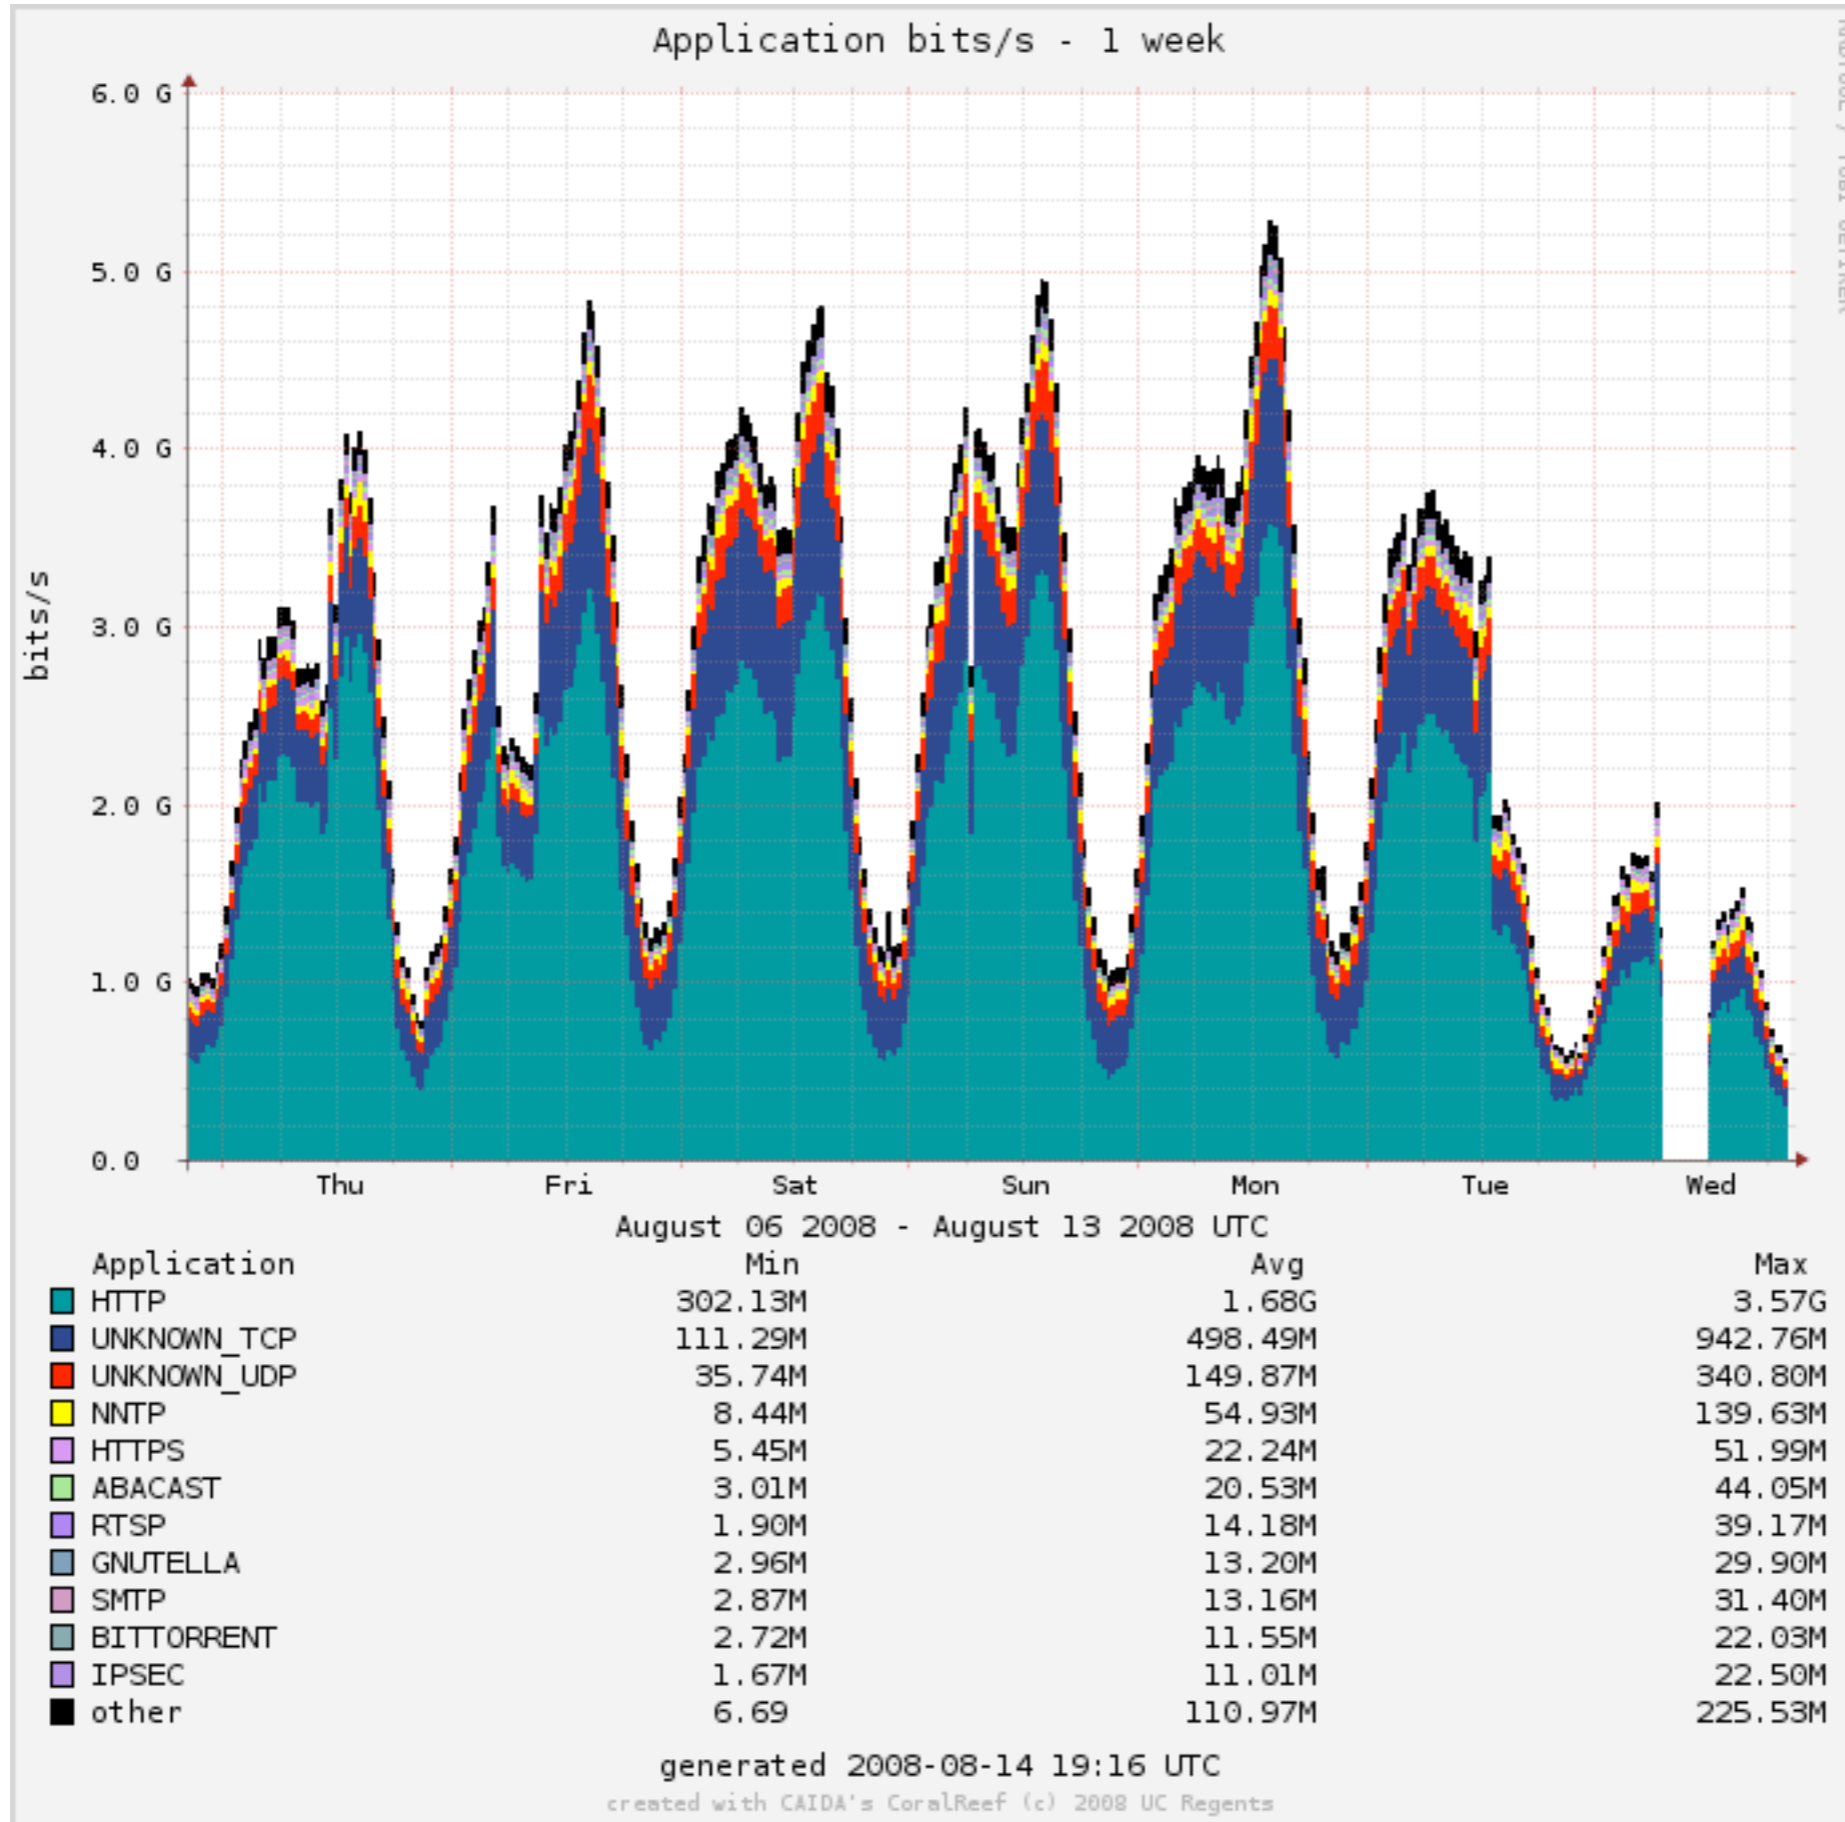 Application bits/s - 1 week
6.0 G
5.0 G
4.0 G
3.0 G
2.0 G
1.0 G
0.0
bits/s
Thu Fri Sat Sun Mon Tue Wed
August 06 2008 - August 13 2008 UTC
Application Min Avg Max
HTTP 302.13M 1.68G 3.57G
UNKNOWN_TCP 111.29M 498.49M 942.76M
UNKNOWN_UDP 35.74M 149.87M 340.80M
NNTP 8.44M 54.93M 139.63M
HTTPS 5.45M 22.24M 51.99M
ABACAST 3.01M 20.53M 44.05M
RTSP 1.90M 14.18M 39.17M
GNUTELLA 2.96M 13.20M 29.90M
SMTP 2.87M 13.16M 31.40M
BITTORRENT 2.72M 11.55M 22.03M
IPSEC 1.67M 11.01M 22.50M
other 6.69 110.97M 225.53M
generated 2008-08-14 19:16 UTC
created with CAIDA's CoralReef (c) 2008 UC Regents